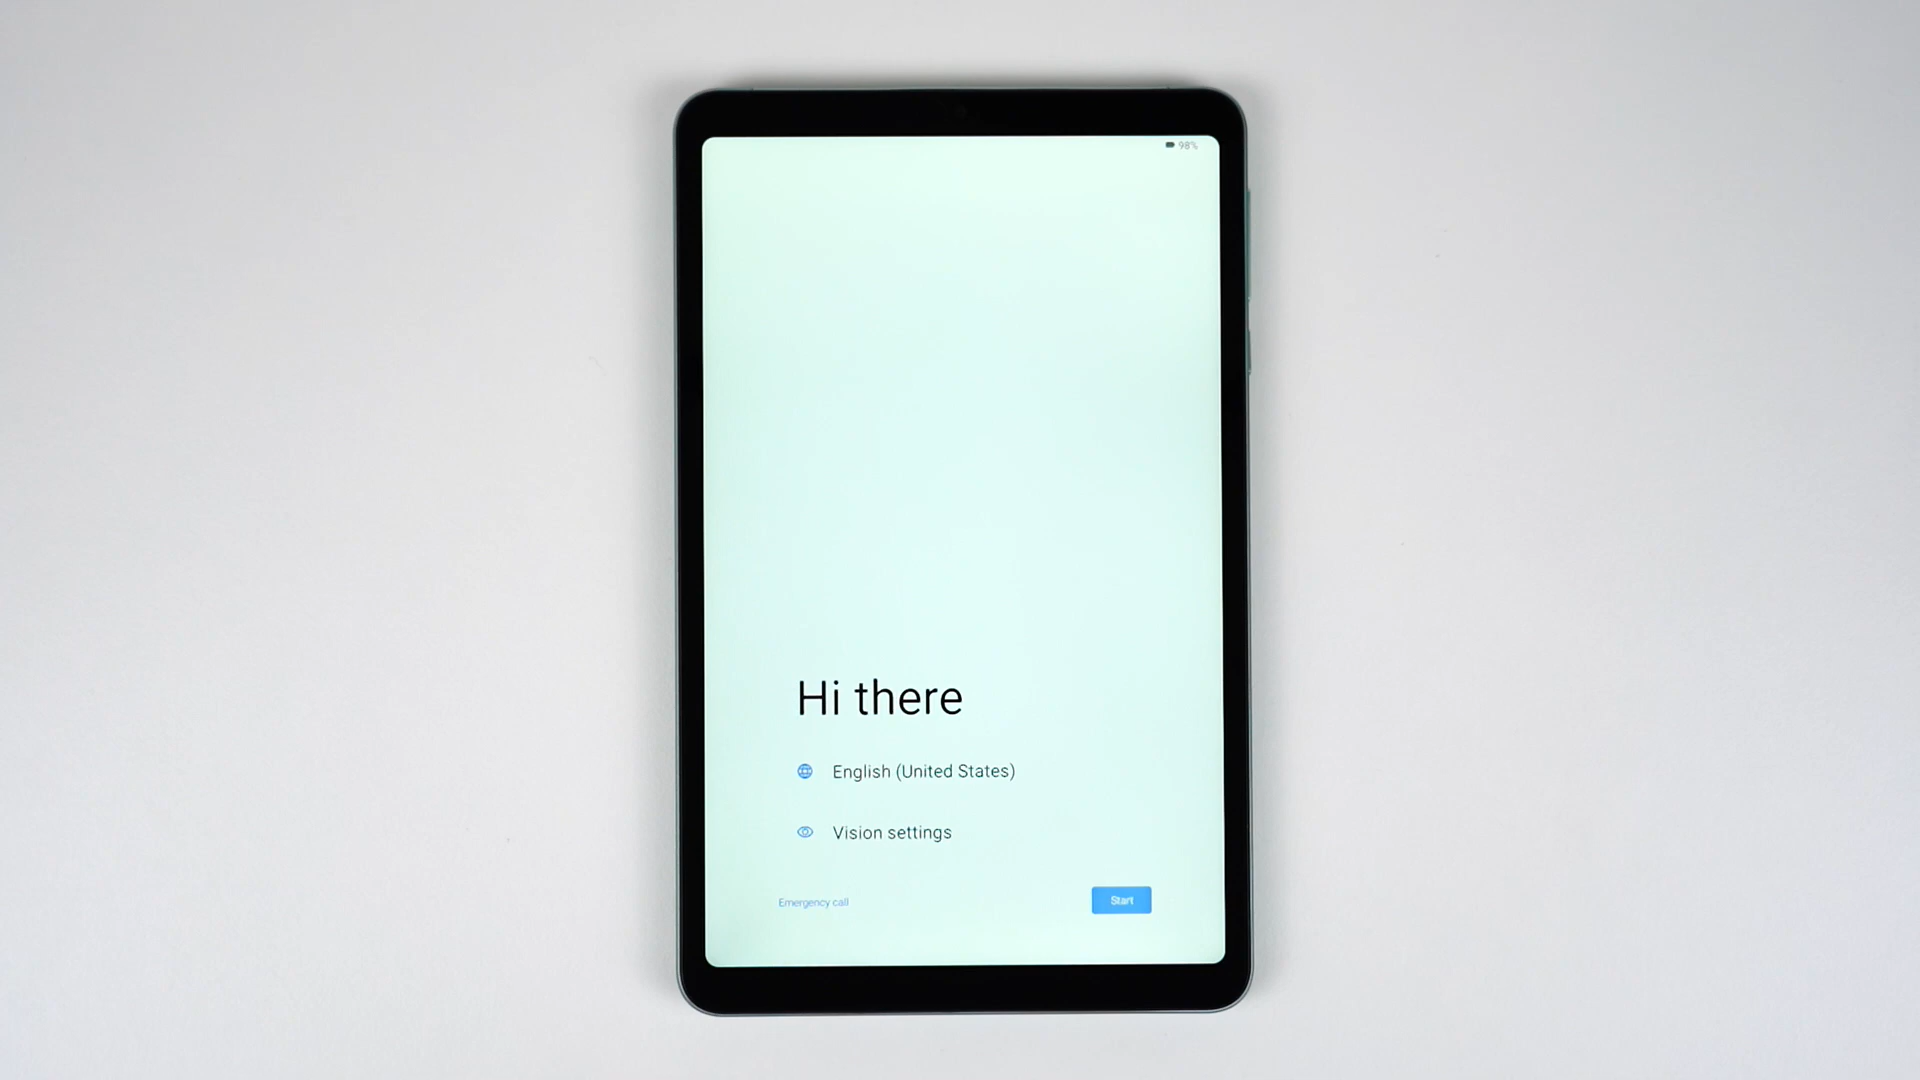 98%
Hi there
English (United States)
Vision settings
Emergency call
Start